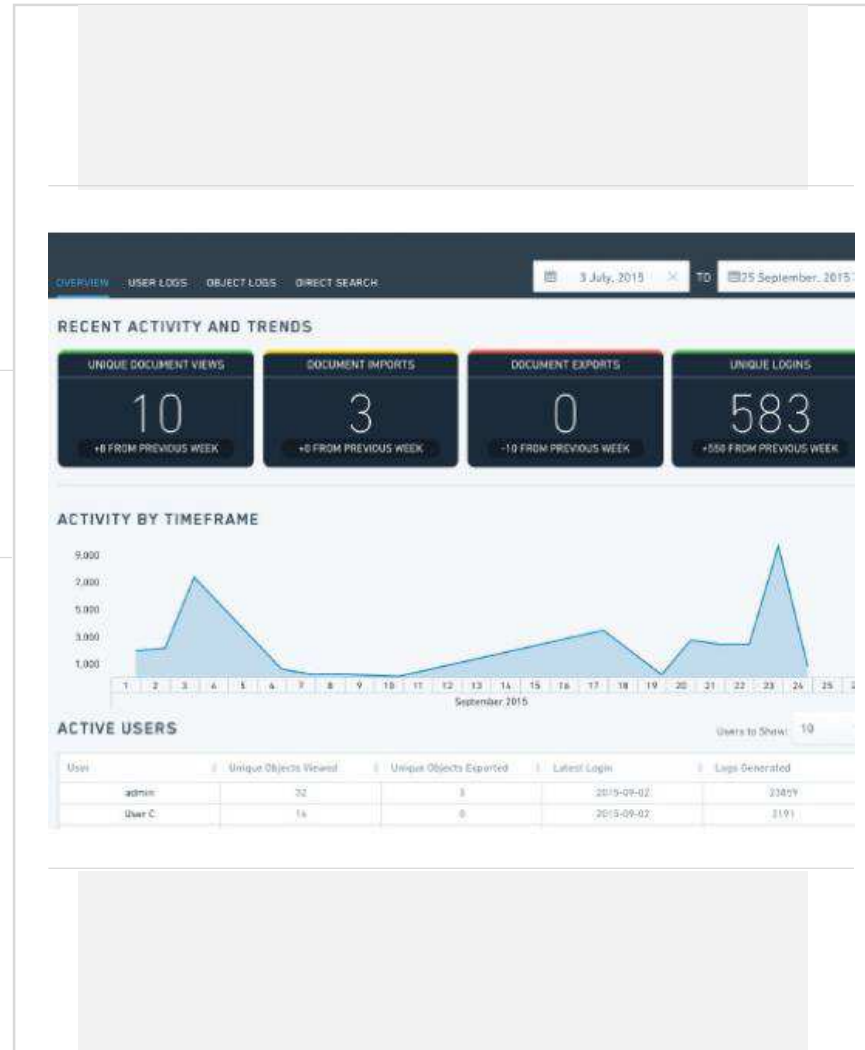 OVERVIEW USER LOGS OBJECT LOGS DIRECT SEARCH 3 July, 2015 TO 25 September, 2015
RECENT ACTIVITY AND TRENDS
UNIQUE DOCUMENT VIEWS DOCUMENT IMPORTS DOCUMENT EXPORTS UNIQUE LOGINS
10 3 0 583
FROM PREVIOUS WEEK FROM PREVIOUS WEEK -10 FROM PREVIOUS WEEK +550 FROM PREVIOUS WEEK
ACTIVITY BY TIMEFRAME
9,000
5,000
3,000
1,000
1 2 3 4 5 6 7 8 9 10 11 12 13 14 15 16 17 18 19 20 21 22 23 24 25
September 2015
ACTIVE USERS Users to Show: 10
User Unique Objects Viewed Unique Objects Exported Latest Login Logs Generated
admin 32 2015-09-02 23859
User C 14 0 2015-09-02